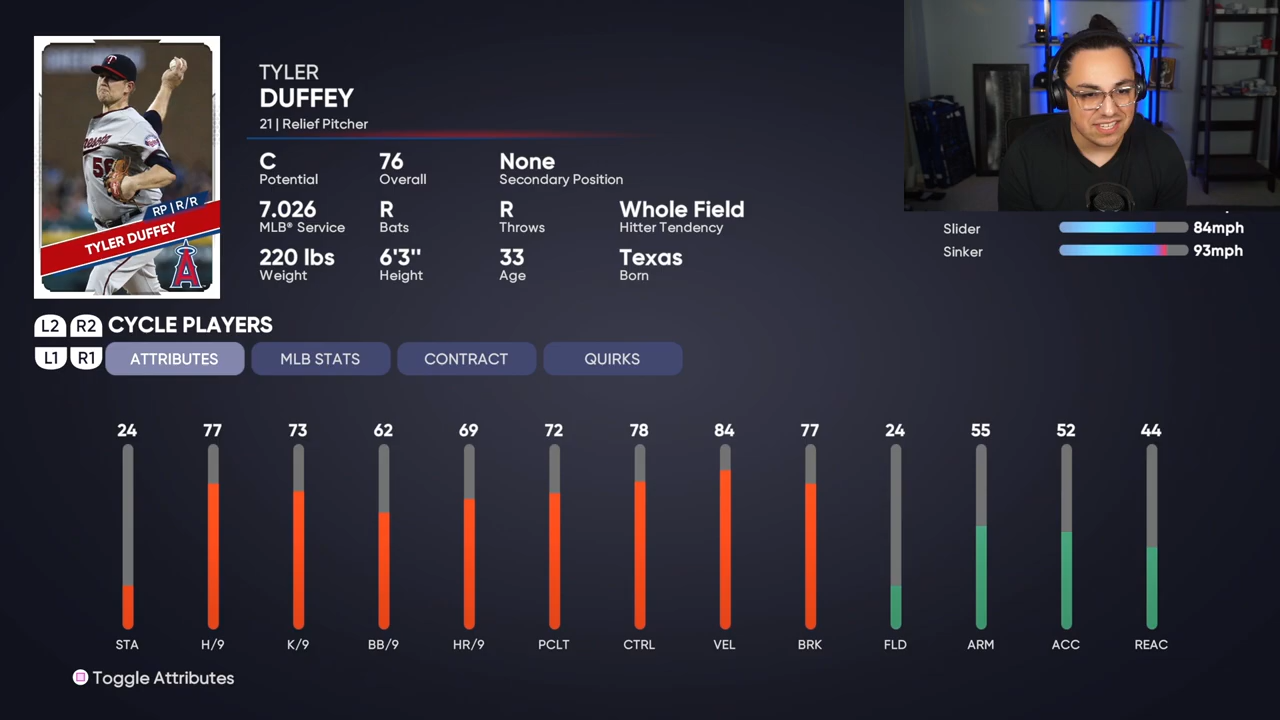 TYLER
DUFFEY
21 | Relief Pitcher
C
Potential
76
Overall
None
Secondary Position
7.026
MLB® Service
R
Bats
R
Throws
Whole Field
Hitter Tendency
220 lbs
Weight
6'3''
Height
33
Age
Texas
Born
T
RP | R/R
TYLER DUFFEY
A
Slider 84mph
Sinker 93mph
L2 R2 CYCLE PLAYERS
L1 R1 ATTRIBUTES MLB STATS CONTRACT QUIRKS
24 77 73 62 69 72 78 84 77 24 55 52 44
STA H/9 K/9 BB/9 HR/9 PCLT CTRL VEL BRK FLD ARM ACC REAC
Toggle Attributes